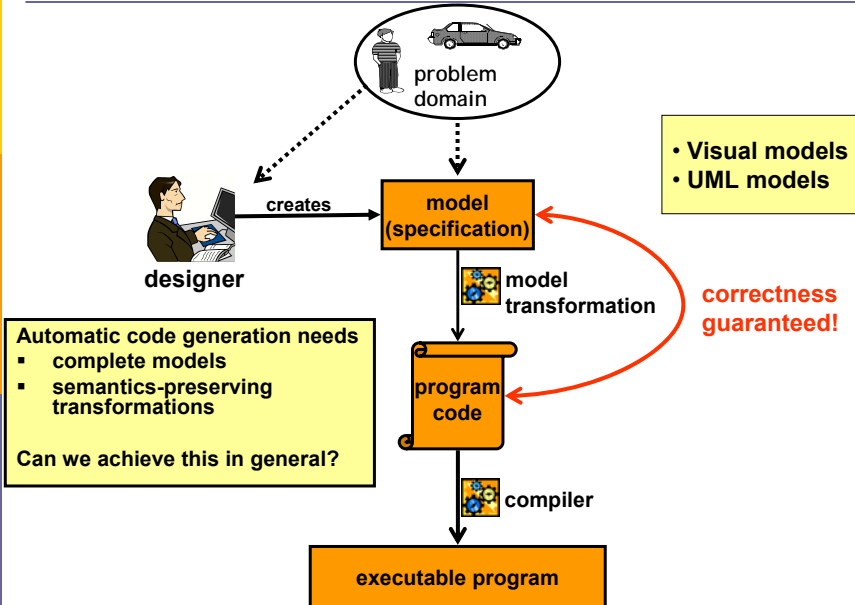 problem
domain
• Visual models
• UML models
creates
model
(specification)
designer
model
transformation
correctness
guaranteed!
Automatic code generation needs
▪ complete models
▪ semantics-preserving
transformations
Can we achieve this in general?
program
code
compiler
executable program